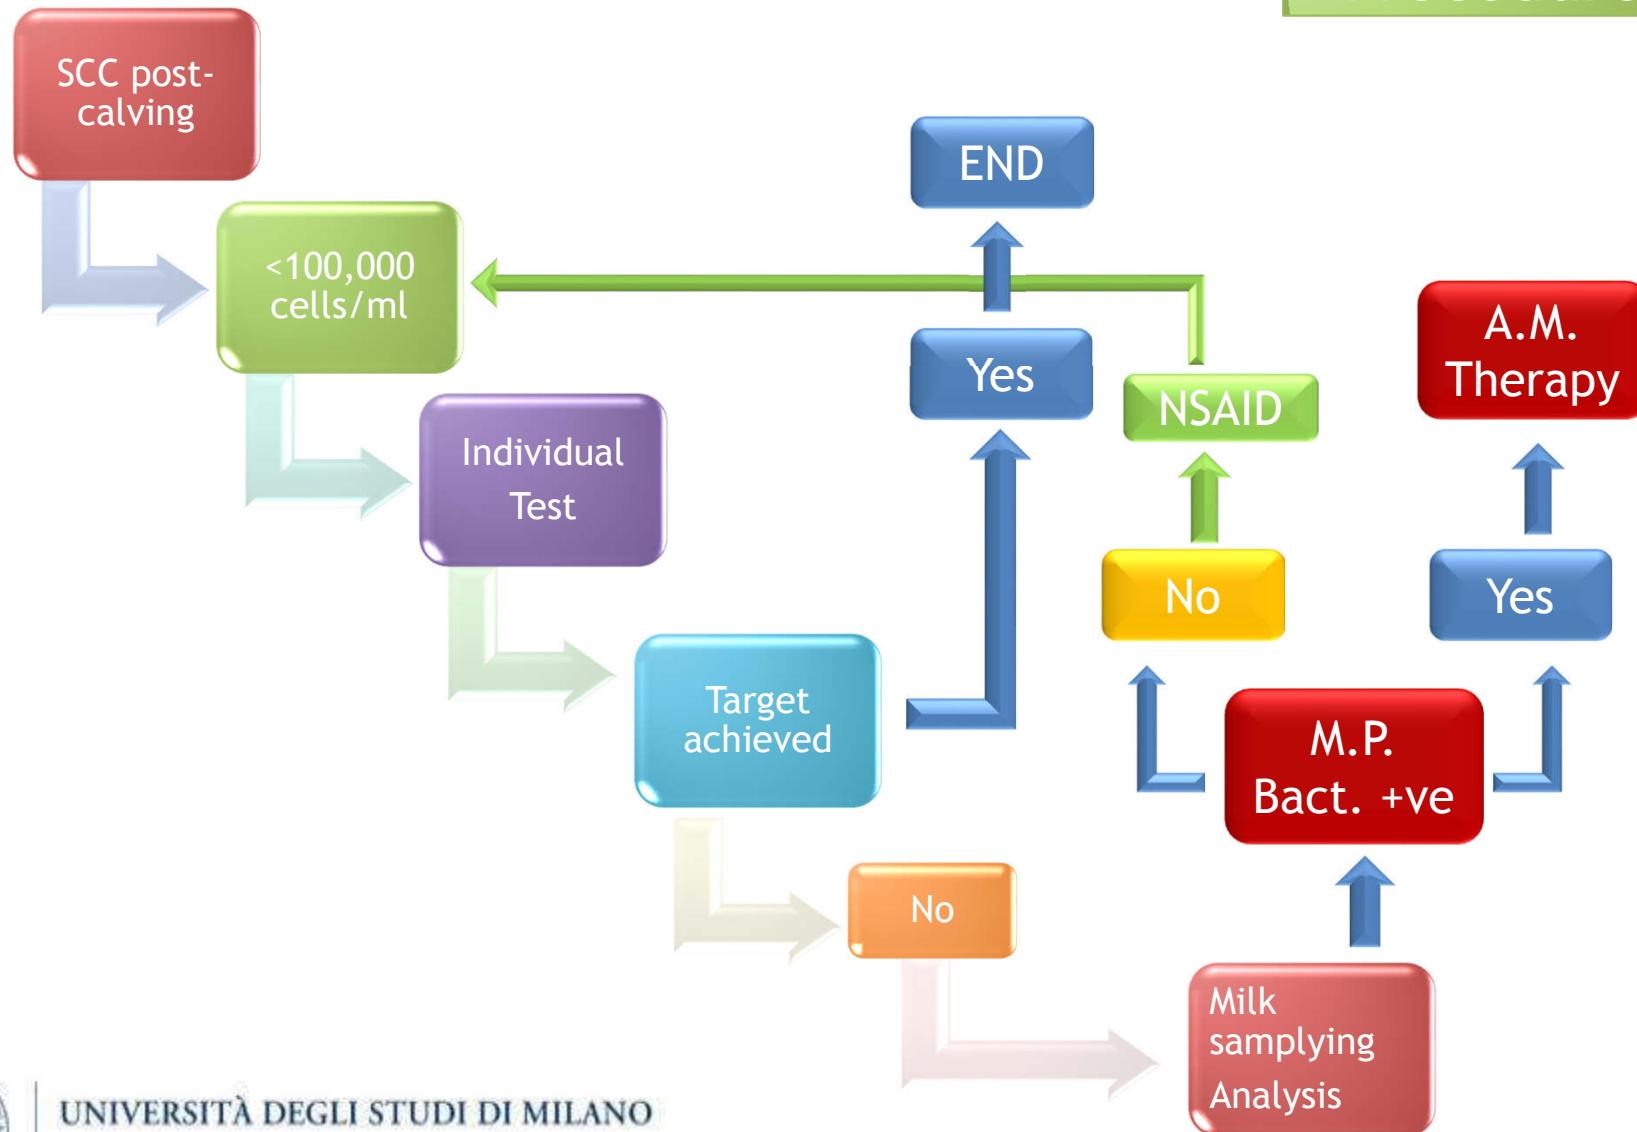 SCC post-
calving
<100,000
cells/ml
Individual
Test
Target
achieved
No
Milk
samplying
Analysis
M.P.
Bact. +ve
No
Yes
NSAID
A.M.
Therapy
Yes
END
UNIVERSITÀ DEGLI STUDI DI MILANO